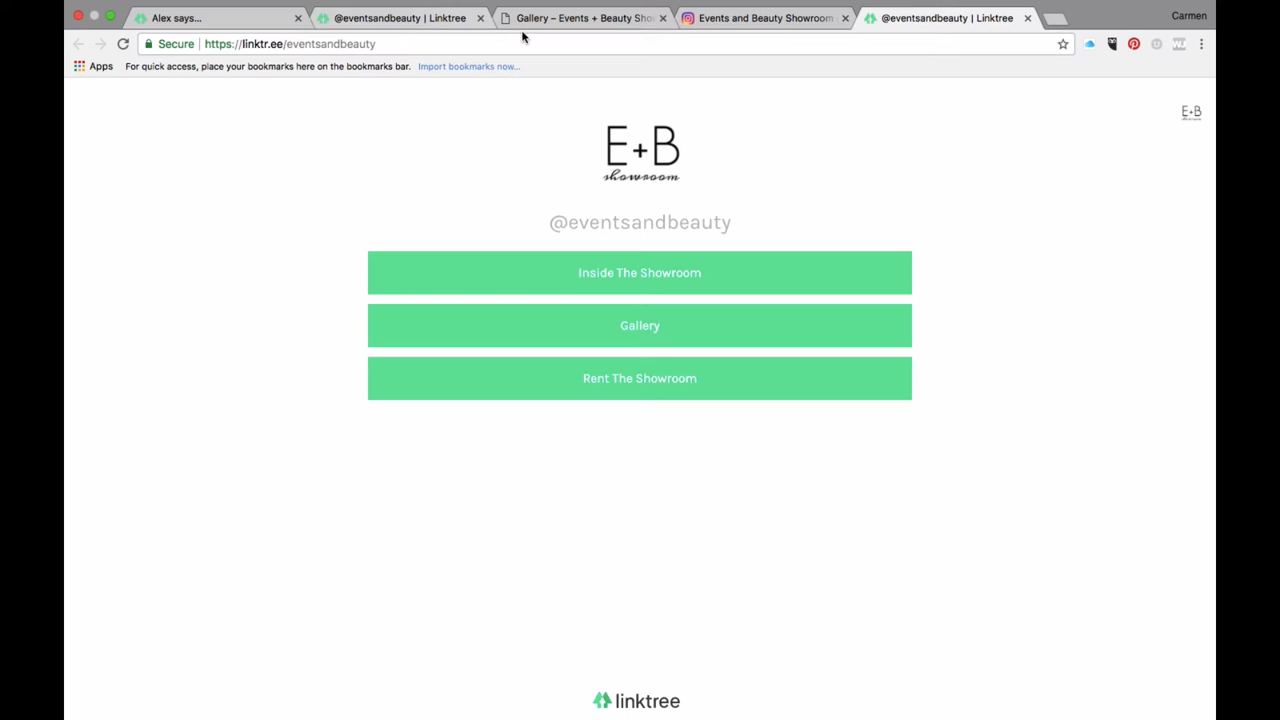 Alex says...
@eventsandbeauty | Linktree
Gallery – Events + Beauty Sho
Events and Beauty Showroom
@eventsandbeauty | Linktree
Carmen
Secure
https://linktr.ee/eventsandbeauty
Apps
For quick access, place your bookmarks here on the bookmarks bar.
Import bookmarks now...
E+B
showroom
E+B
@eventsandbeauty
Inside The Showroom
Gallery
Rent The Showroom
linktree